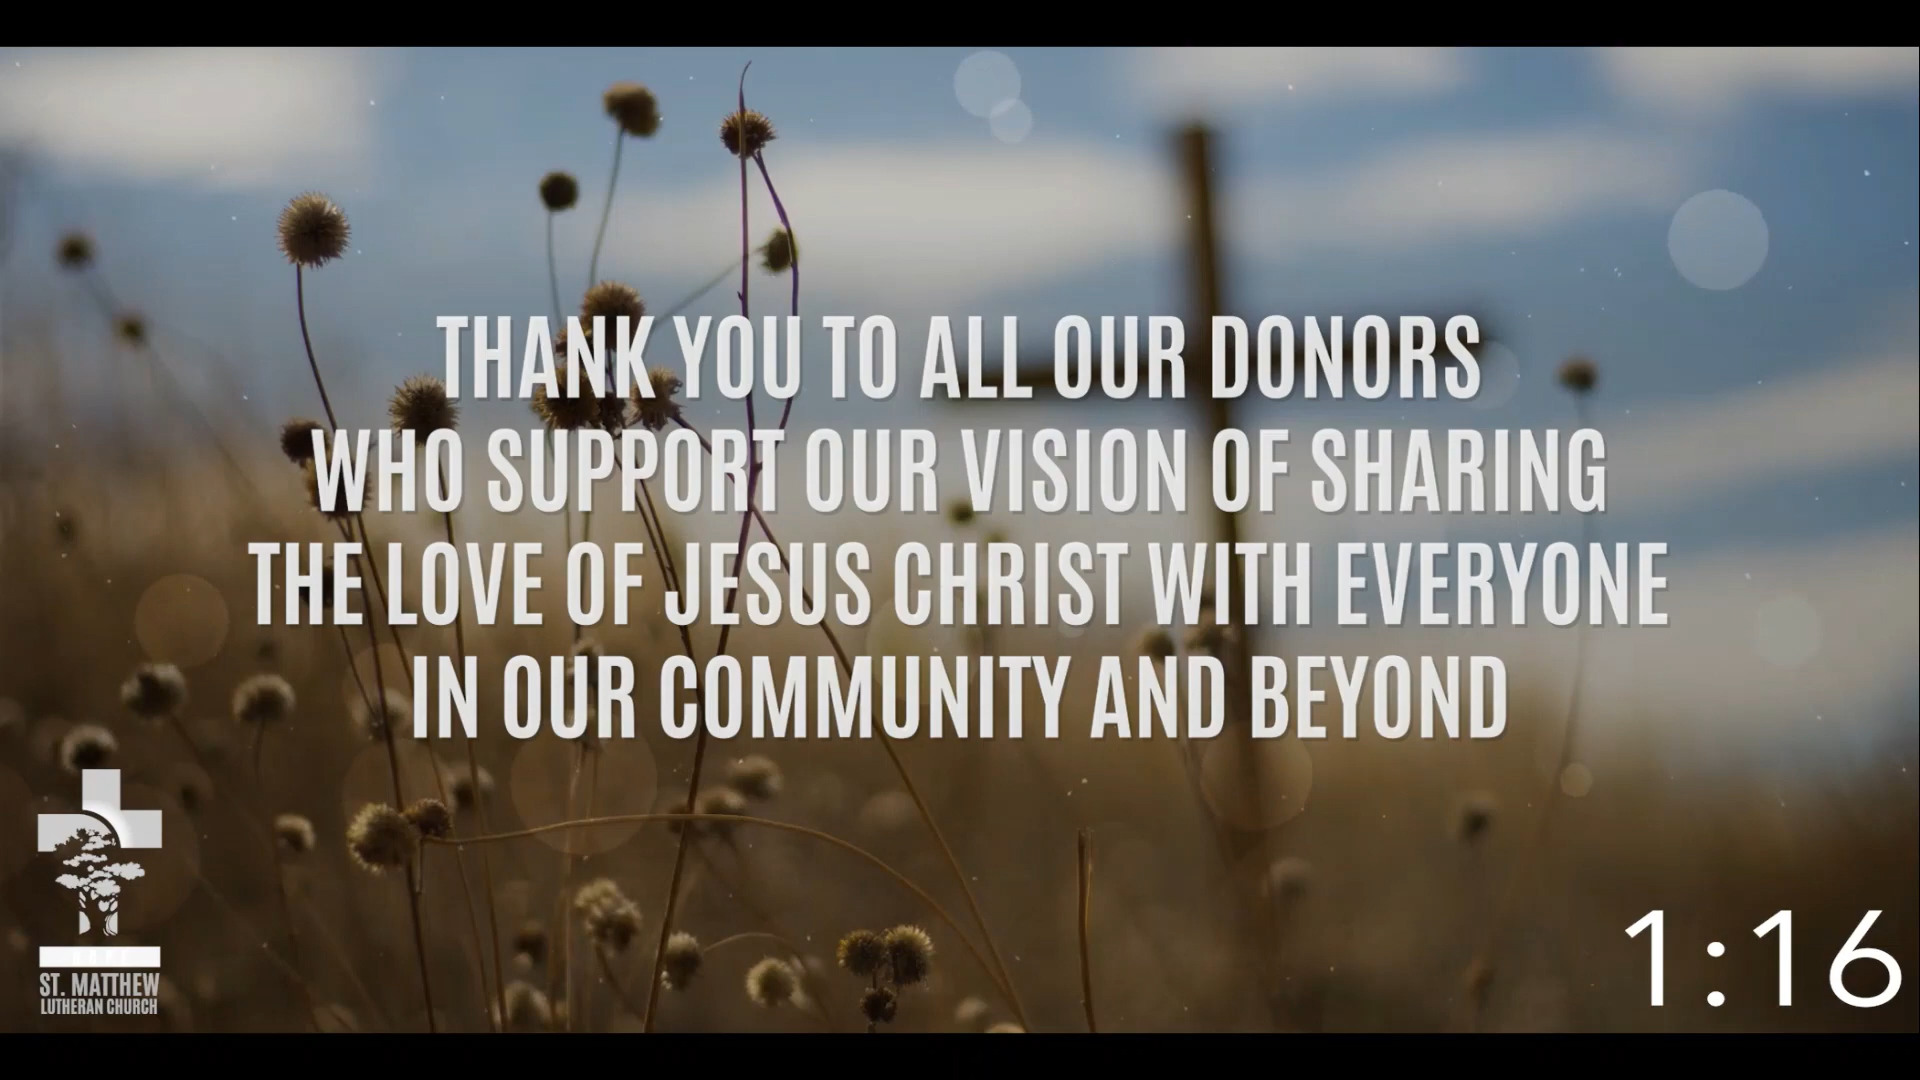 THANK YOU TO ALL OUR DONORS
WHO SUPPORT OUR VISION OF SHARING
THE LOVE OF JESUS CHRIST WITH EVERYONE
IN OUR COMMUNITY AND BEYOND
ST. MATTHEW
LUTHERAN CHURCH
1:16